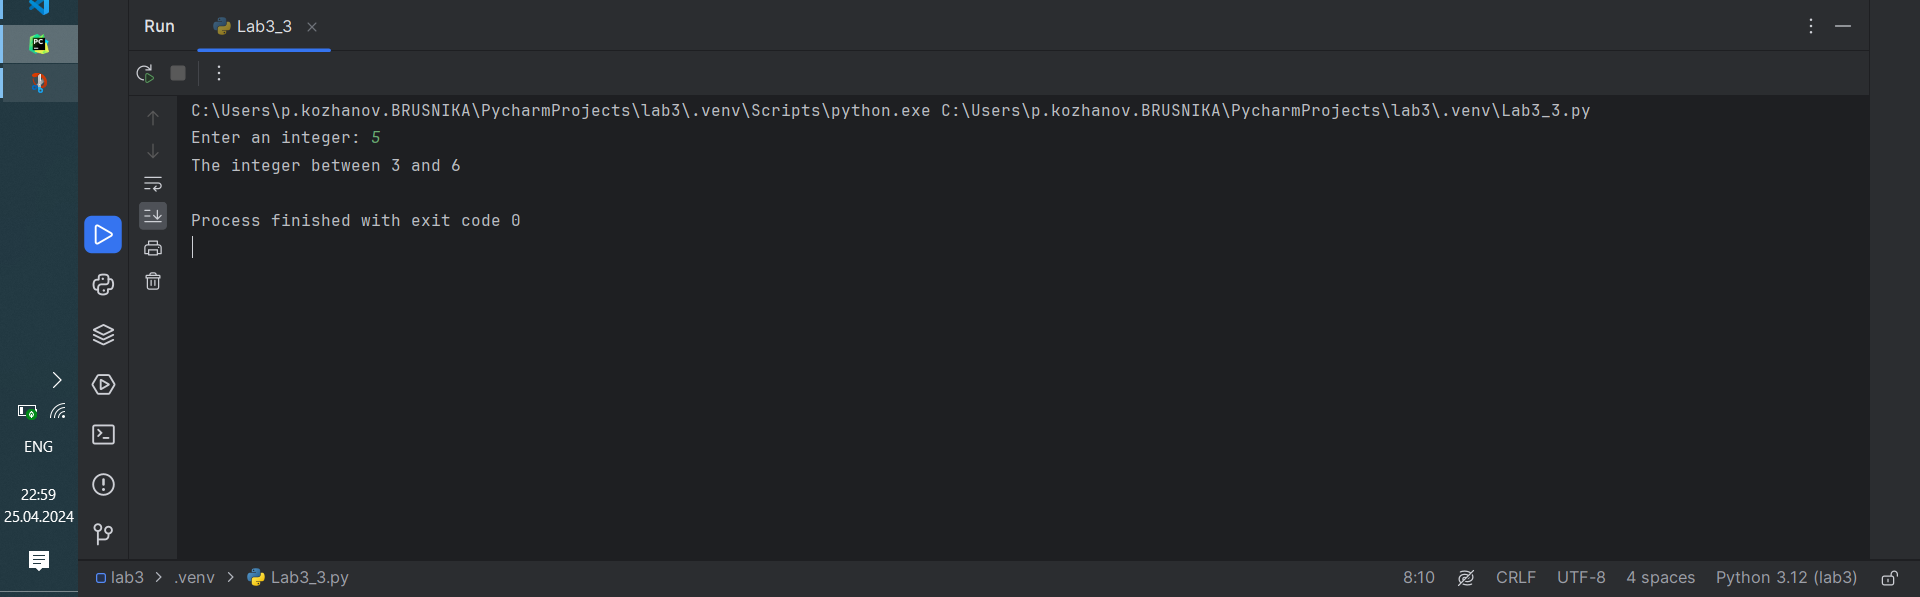 Run Lab3_3
C:\Users\p.kozhanov.BRUSNIKA\PycharmProjects\lab3\.venv\Scripts\python.exe C:\Users\p.kozhanov.BRUSNIKA\PycharmProjects\lab3\.venv\Lab3_3.py
Enter an integer: 5
The integer between 3 and 6
Process finished with exit code 0
PC
ENG
22:59
25.04.2024
lab3 > .venv > Lab3_3.py 8:10 CRLF UTF-8 4 spaces Python 3.12 (lab3)